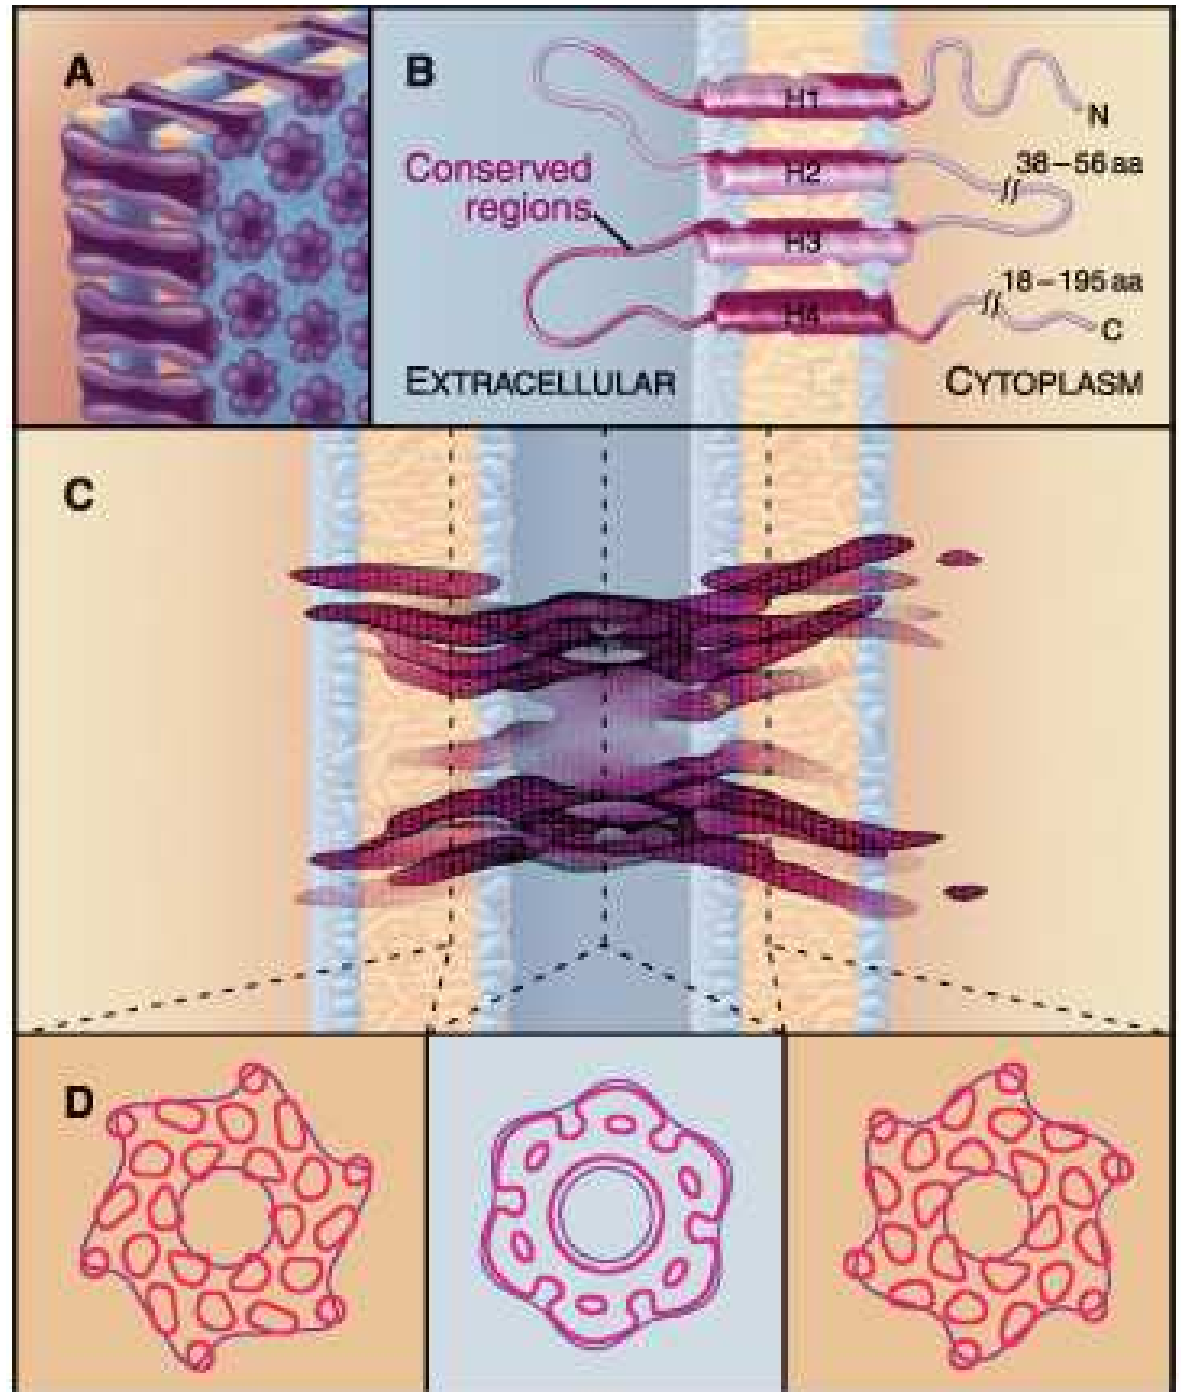 A
B
H1
N
Conserved
regions
H2
38–56 aa
H3
18–195 aa
H4
C
EXTRACELLULAR
CYTOPLASM
C
D